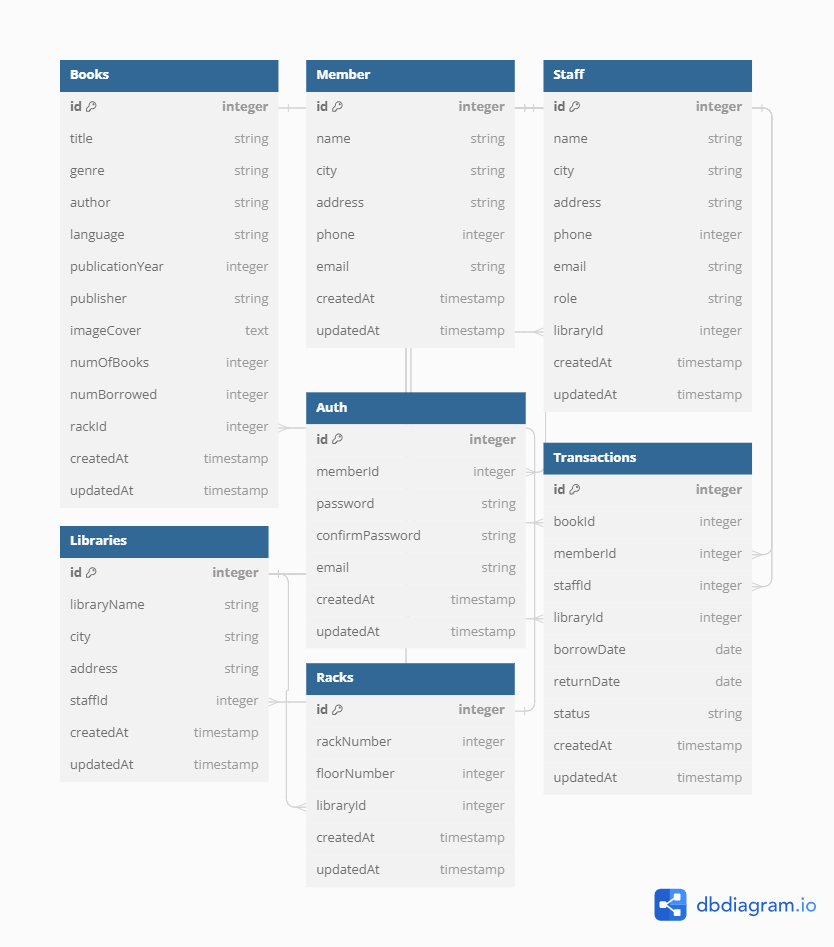 Books
id integer
title string
genre string
author string
language string
publicationYear integer
publisher string
imageCover text
numOfBooks integer
numBorrowed integer
rackId integer
createdAt timestamp
updatedAt timestamp
Member
id integer
name string
city string
address string
phone integer
email string
createdAt timestamp
updatedAt timestamp
Staff
id integer
name string
city string
address string
phone integer
email string
role string
libraryId integer
createdAt timestamp
updatedAt timestamp
Auth
id integer
memberId integer
password string
confirmPassword string
email string
createdAt timestamp
updatedAt timestamp
Transactions
id integer
bookId integer
memberId integer
staffId integer
libraryId integer
borrowDate date
returnDate date
status string
createdAt timestamp
updatedAt timestamp
Libraries
id integer
libraryName string
city string
address string
staffId integer
createdAt timestamp
updatedAt timestamp
Racks
id integer
rackNumber integer
floorNumber integer
libraryId integer
createdAt timestamp
updatedAt timestamp
dbdiagram.io